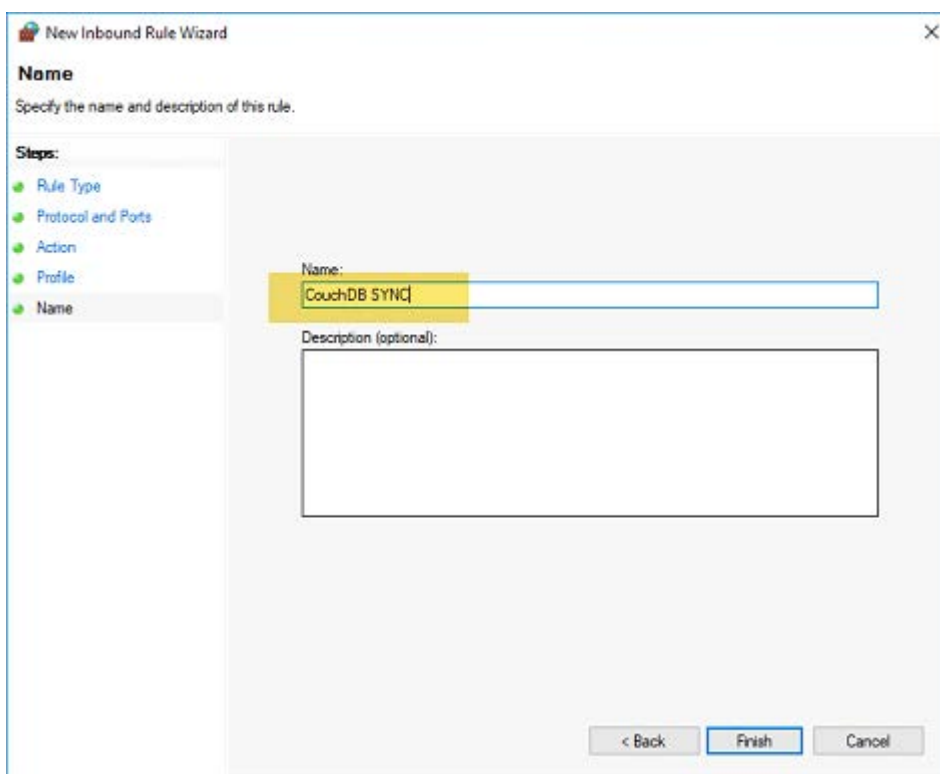 New Inbound Rule Wizard
Name
Specify the name and description of this rule.
Steps:
Rule Type
Protocol and Ports
Action
Profile
Name
Name:
CouchDB SYNC
Description (optional):
< Back
Finish
Cancel